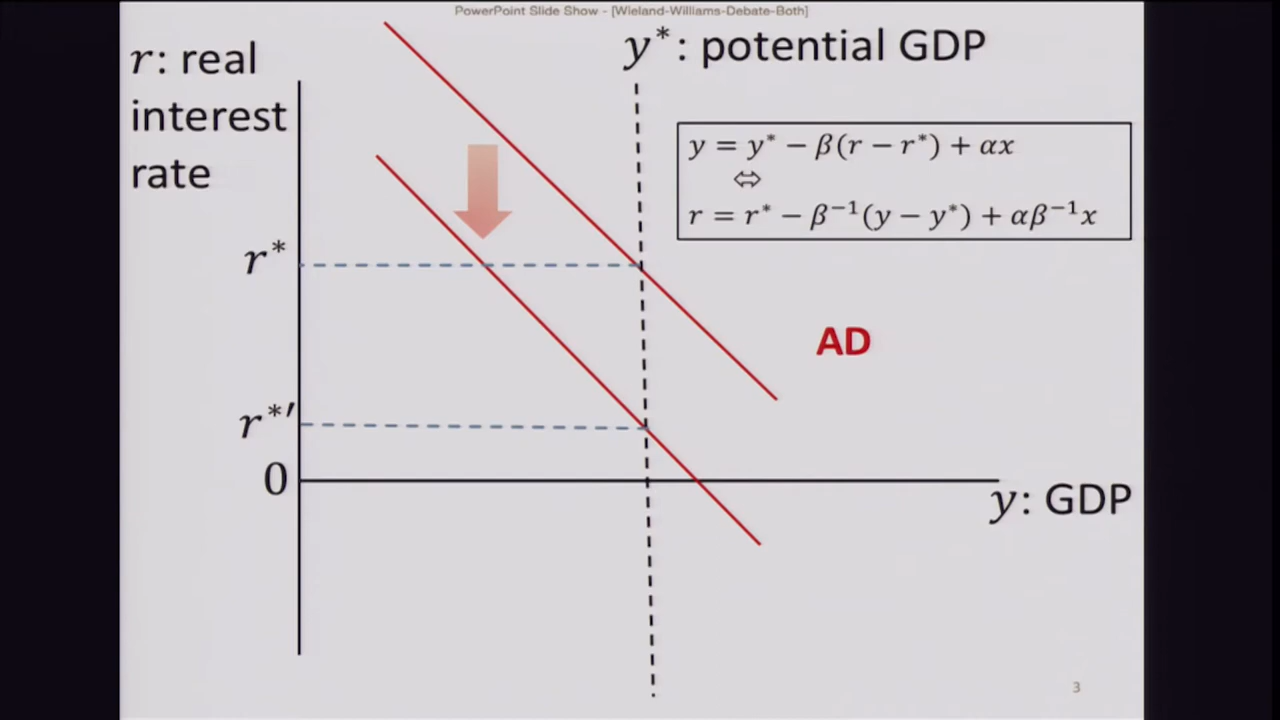 PowerPoint Slide Show - [Wieland-Williams-Debate-Both]
r: real
interest
rate
y*: potential GDP
y = y* − β(r − r*) + αx
⇔
r = r* − β⁻¹(y − y*) + αβ⁻¹x
r*
AD
r*′
0
y: GDP
3